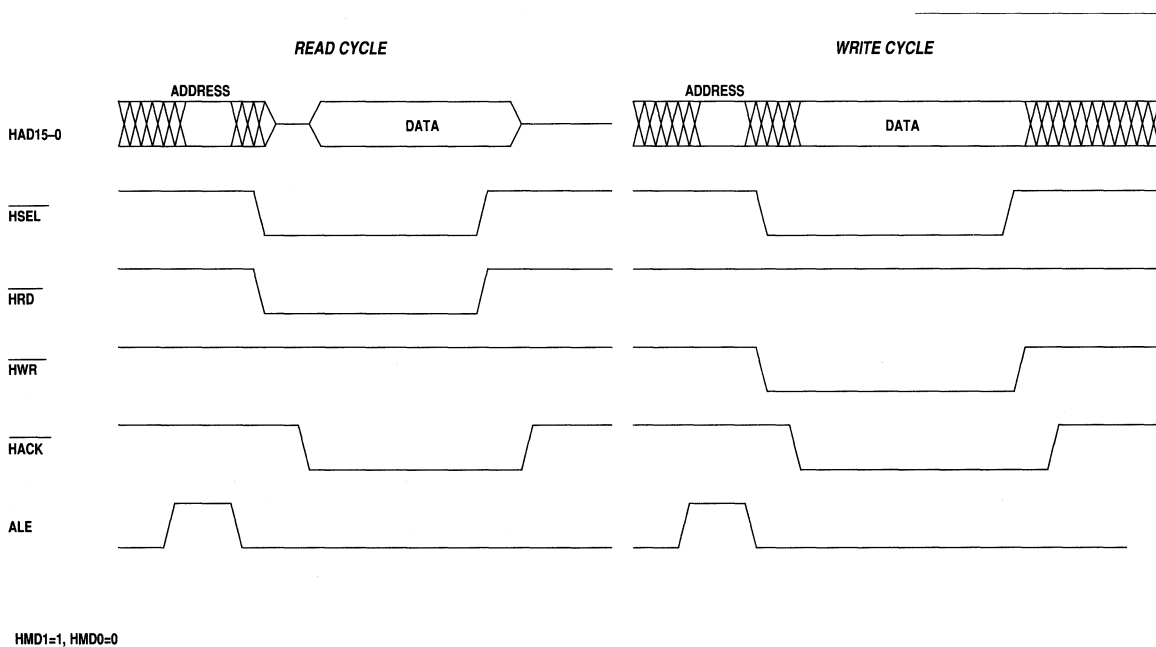 READ CYCLE
WRITE CYCLE
ADDRESS
ADDRESS
HAD15–0
DATA
DATA
HSEL
HRD
HWR
HACK
ALE
HMD1=1, HMD0=0